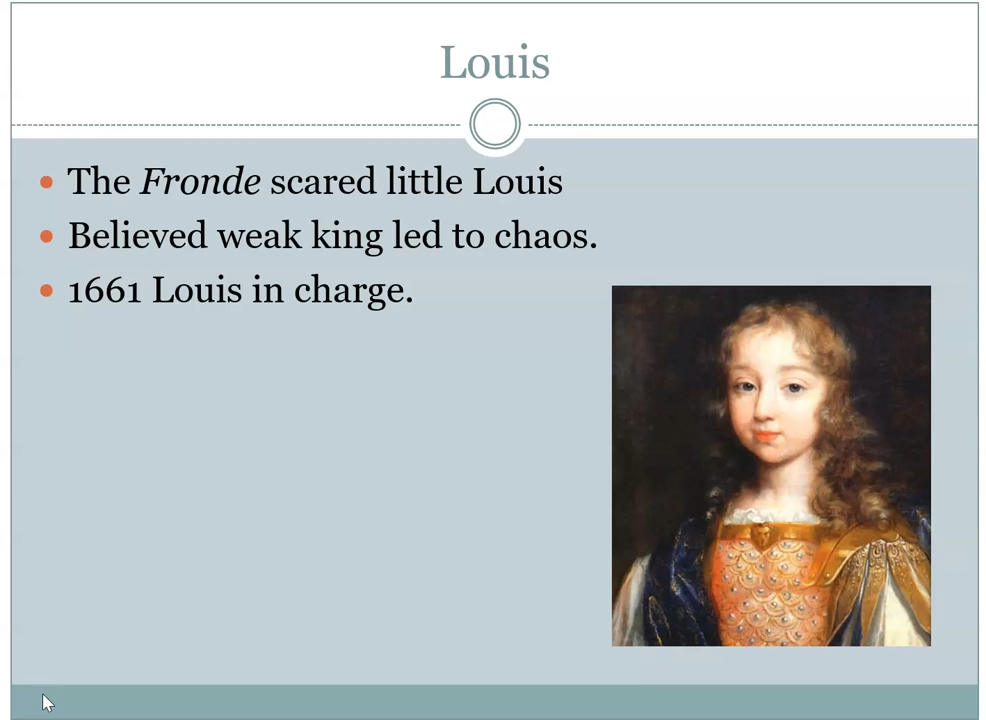 Louis
The Fronde scared little Louis
Believed weak king led to chaos.
1661 Louis in charge.